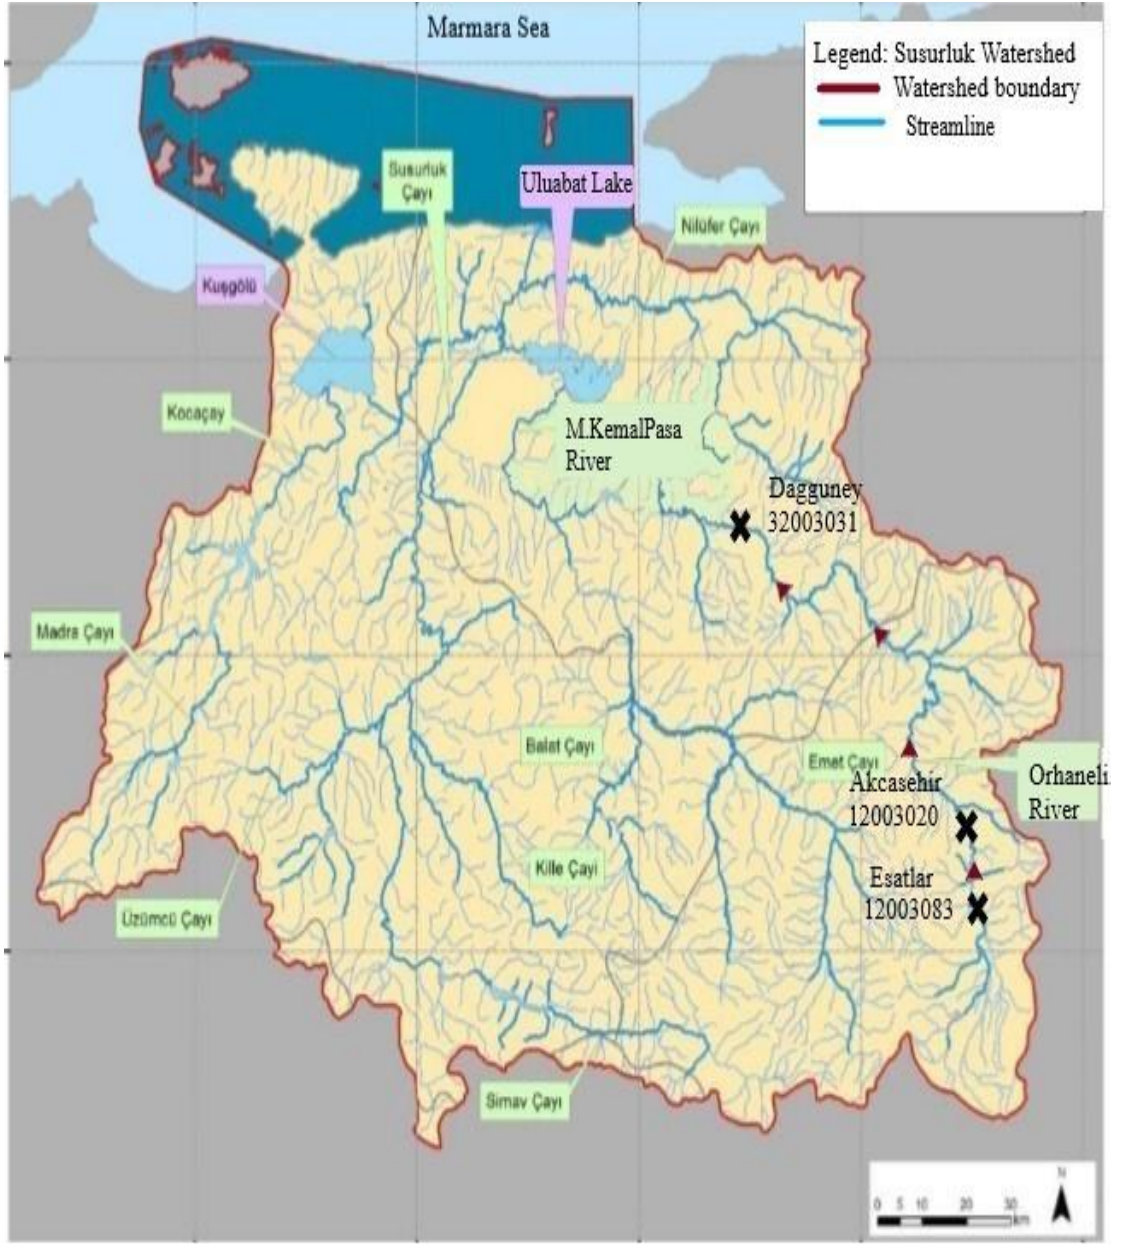 Marmara Sea
Legend: Susurluk Watershed
Watershed boundary
Streamline
Susurluk
Çayı
Uluabat Lake
Nilüfer Çayı
Kuşgölü
Kocaçay
M.KemalPasa
River
Dagguney
32003031
Madra Çayı
Balat Çayı
Emet Çayı
Orhaneli
River
Akcasehir
12003020
Kille Çayi
Esatlar
12003083
Üzümcü Çayı
Simav Çayı
N
0 5 10 20 30
km